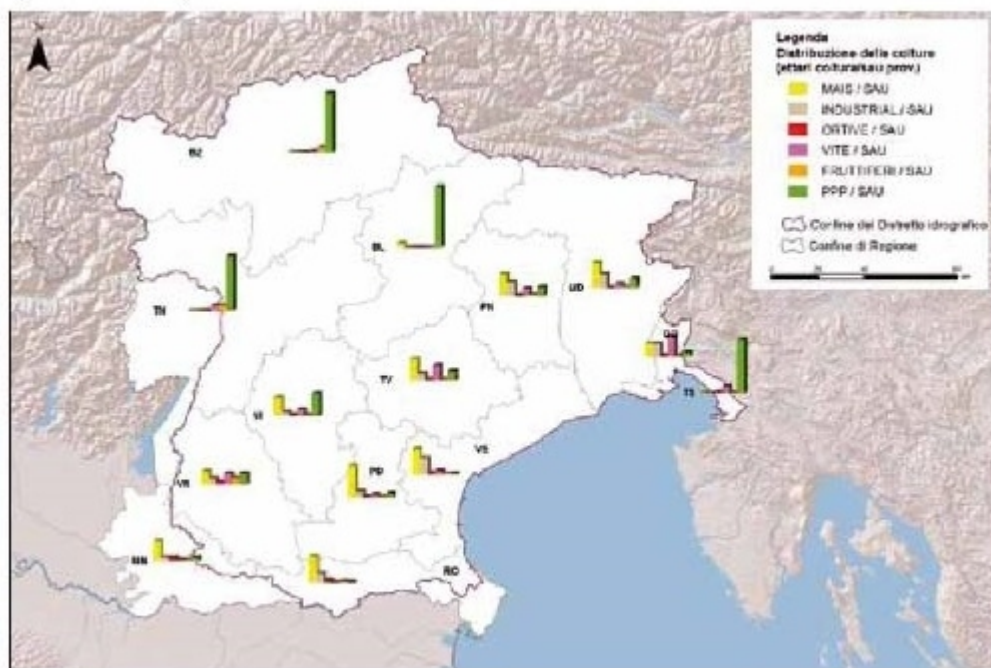 Legenda
Distribuzione delle colture
(ettari coltura/sau prov.)
MAIS / SAU
INDUSTRIAL / SAU
ORTIVE / SAU
VITE / SAU
FRUTTIFERI / SAU
PPP / SAU
Confine del Distretto idrografico
Confine di Regione
0
BZ
BL
TN
PN
UD
GO
TS
TV
VI
VE
PD
VR
MN
RO